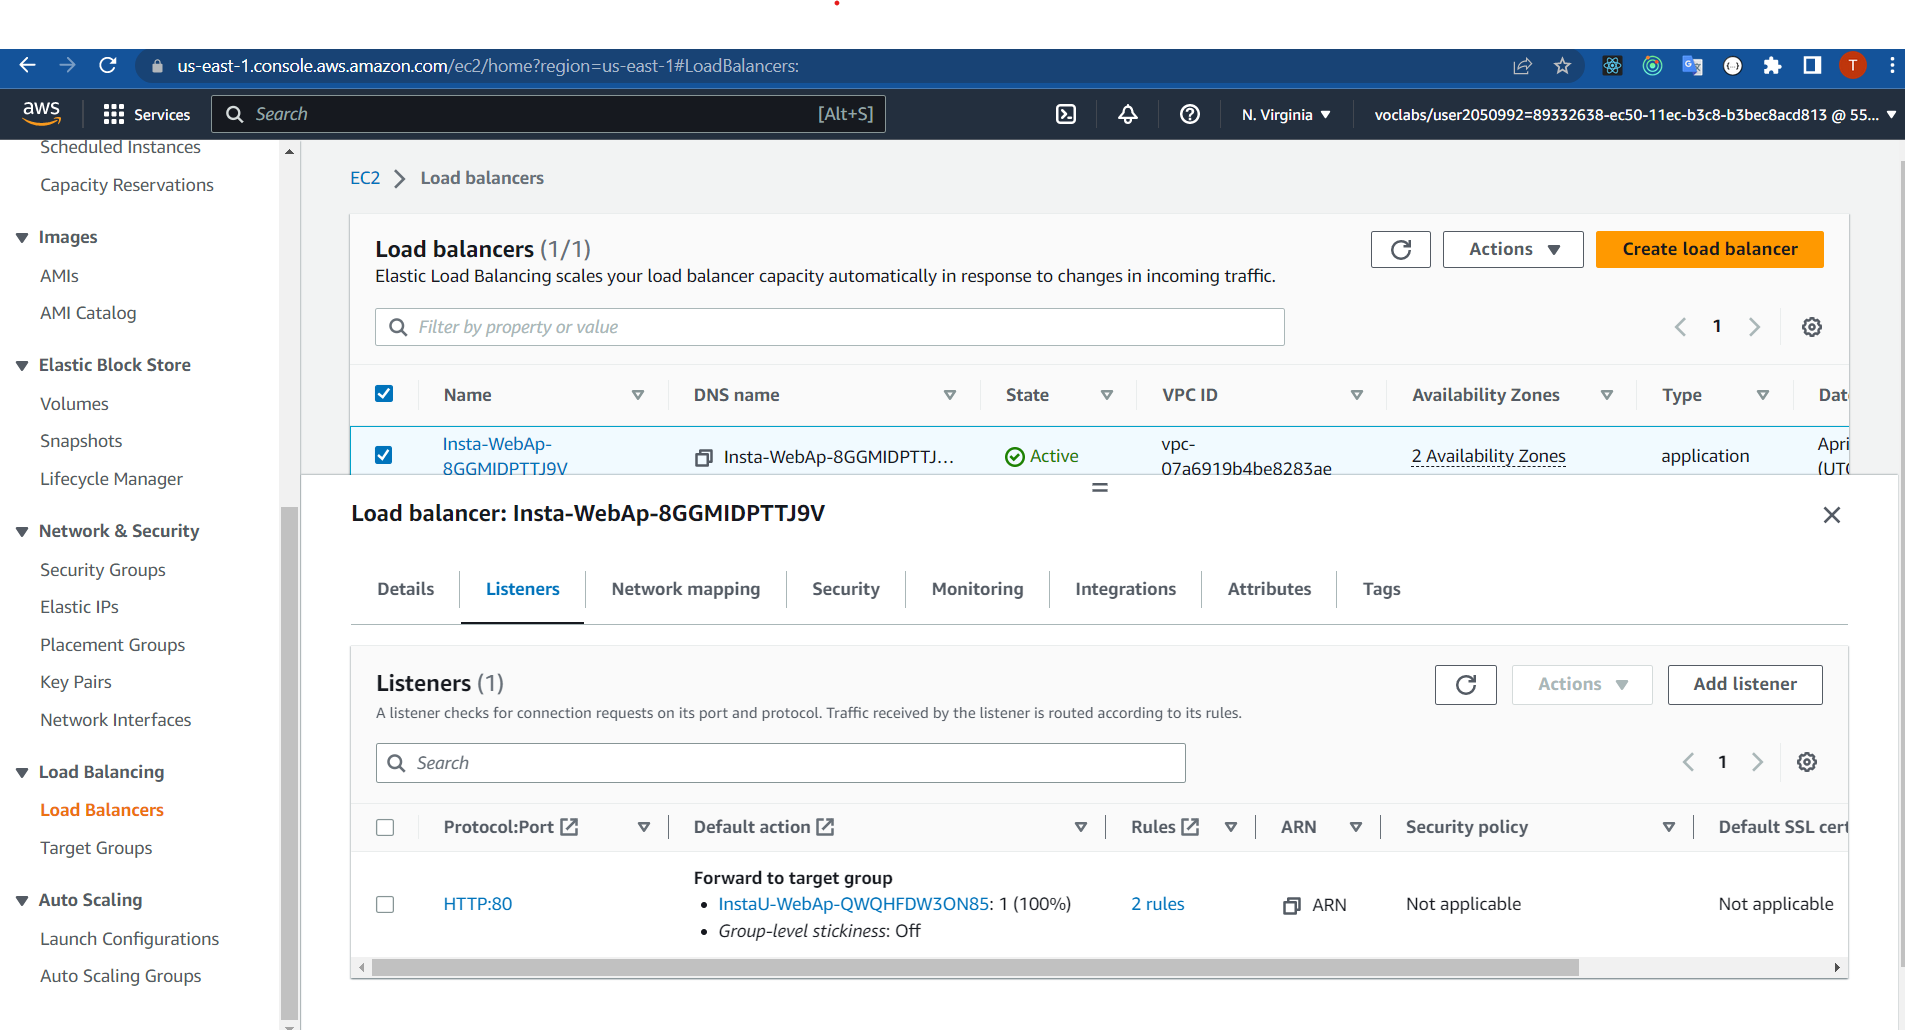 us-east-1.console.aws.amazon.com/ec2/home?region=us-east-1#LoadBalancers:
T
aws
Services
Search
[Alt+S]
N. Virginia
voclabs/user2050992=89332638-ec50-11ec-b3c8-b3bec8acd813 @ 55...
Scheduled Instances
Capacity Reservations
Images
AMIs
AMI Catalog
Elastic Block Store
Volumes
Snapshots
Lifecycle Manager
Network & Security
Security Groups
Elastic IPs
Placement Groups
Key Pairs
Network Interfaces
Load Balancing
Load Balancers
Target Groups
Auto Scaling
Launch Configurations
Auto Scaling Groups
EC2
Load balancers
Load balancers (1/1)
Elastic Load Balancing scales your load balancer capacity automatically in response to changes in incoming traffic.
Actions
Create load balancer
Filter by property or value
1
Name
DNS name
State
VPC ID
Availability Zones
Type
Dat
Insta-WebAp-
8GGMIDPTTJ9V
Insta-WebAp-8GGMIDPTTJ...
Active
vpc-
07a6919b4be8283ae
2 Availability Zones
application
Apri
(UTC
Load balancer: Insta-WebAp-8GGMIDPTTJ9V
Details
Listeners
Network mapping
Security
Monitoring
Integrations
Attributes
Tags
Listeners (1)
A listener checks for connection requests on its port and protocol. Traffic received by the listener is routed according to its rules.
Actions
Add listener
Search
1
Protocol:Port
Default action
Rules
ARN
Security policy
Default SSL cert
HTTP:80
Forward to target group
• InstaU-WebAp-QWQHFDW3ON85: 1 (100%)
• Group-level stickiness: Off
2 rules
ARN
Not applicable
Not applicable